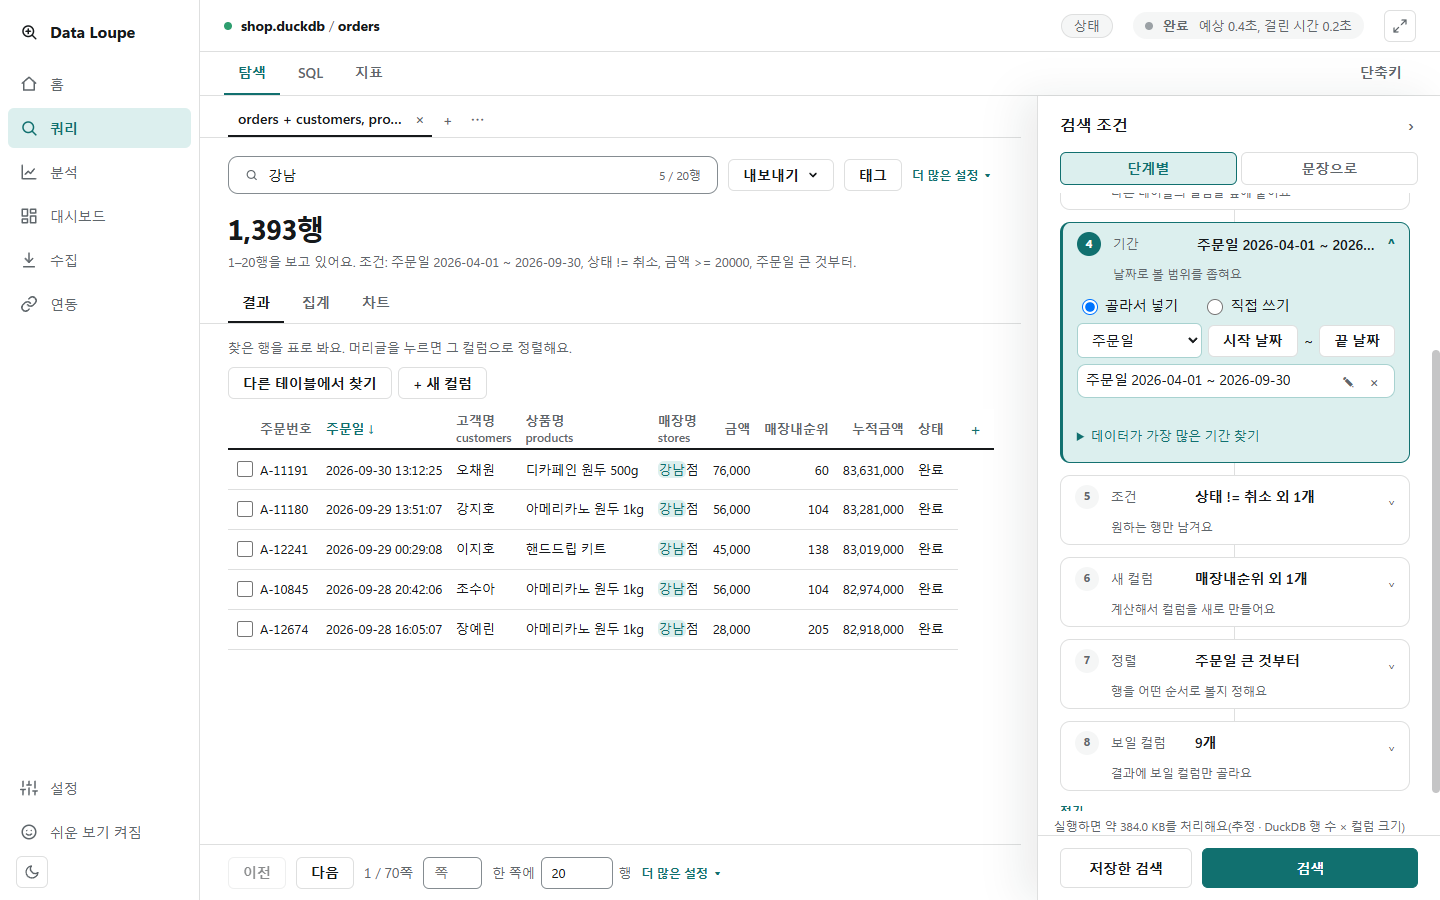 Data Loupe
홈
쿼리
분석
대시보드
수집
연동
설정
쉬운 보기 켜짐
shop.duckdb / orders
상태
완료 예상 0.4초, 걸린 시간 0.2초
탐색 SQL 지표
단축키
orders + customers, pro... × + ···
강남 5 / 20행
내보내기
태그
더 많은 설정
1,393행
1–20행을 보고 있어요. 조건: 주문일 2026-04-01 ~ 2026-09-30, 상태 != 취소, 금액 >= 20000, 주문일 큰 것부터.
결과 집계 차트
찾은 행을 표로 봐요. 머리글을 누르면 그 컬럼으로 정렬해요.
다른 테이블에서 찾기 + 새 컬럼
주문번호 주문일 ↓ 고객명 customers 상품명 products 매장명 stores 금액 매장내순위 누적금액 상태 +
A-11191 2026-09-30 13:12:25 오채원 디카페인 원두 500g 강남점 76,000 60 83,631,000 완료
A-11180 2026-09-29 13:51:07 강지호 아메리카노 원두 1kg 강남점 56,000 104 83,281,000 완료
A-12241 2026-09-29 00:29:08 이지호 핸드드립 키트 강남점 45,000 138 83,019,000 완료
A-10845 2026-09-28 20:42:06 조수아 아메리카노 원두 1kg 강남점 56,000 104 82,974,000 완료
A-12674 2026-09-28 16:05:07 장예린 아메리카노 원두 1kg 강남점 28,000 205 82,918,000 완료
이전 다음 1 / 70쪽 쪽 한 쪽에 20 행 더 많은 설정
검색 조건
단계별 문장으로
4 기간 주문일 2026-04-01 ~ 2026...
날짜로 볼 범위를 좁혀요
골라서 넣기 직접 쓰기
주문일 시작 날짜 ~ 끝 날짜
주문일 2026-04-01 ~ 2026-09-30 ×
▶ 데이터가 가장 많은 기간 찾기
5 조건 상태 != 취소 외 1개
원하는 행만 남겨요
6 새 컬럼 매장내순위 외 1개
계산해서 컬럼을 새로 만들어요
7 정렬 주문일 큰 것부터
행을 어떤 순서로 볼지 정해요
8 보일 컬럼 9개
결과에 보일 컬럼만 골라요
실행하면 약 384.0 KB를 처리해요(추정 · DuckDB 행 수 × 컬럼 크기)
저장한 검색 검색